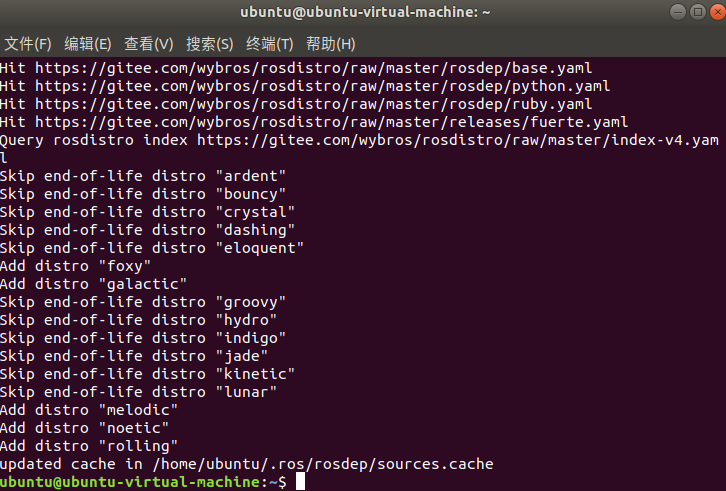 ubuntu@ubuntu-virtual-machine: ~
文件(F) 编辑(E) 查看(V) 搜索(S) 终端(T) 帮助(H)
Hit https://gitee.com/wybros/rosdistro/raw/master/rosdep/base.yaml
Hit https://gitee.com/wybros/rosdistro/raw/master/rosdep/python.yaml
Hit https://gitee.com/wybros/rosdistro/raw/master/rosdep/ruby.yaml
Hit https://gitee.com/wybros/rosdistro/raw/master/releases/fuerte.yaml
Query rosdistro index https://gitee.com/wybros/rosdistro/raw/master/index-v4.yam
l
Skip end-of-life distro "ardent"
Skip end-of-life distro "bouncy"
Skip end-of-life distro "crystal"
Skip end-of-life distro "dashing"
Skip end-of-life distro "eloquent"
Add distro "foxy"
Add distro "galactic"
Skip end-of-life distro "groovy"
Skip end-of-life distro "hydro"
Skip end-of-life distro "indigo"
Skip end-of-life distro "jade"
Skip end-of-life distro "kinetic"
Skip end-of-life distro "lunar"
Add distro "melodic"
Add distro "noetic"
Add distro "rolling"
updated cache in /home/ubuntu/.ros/rosdep/sources.cache
ubuntu@ubuntu-virtual-machine:~$